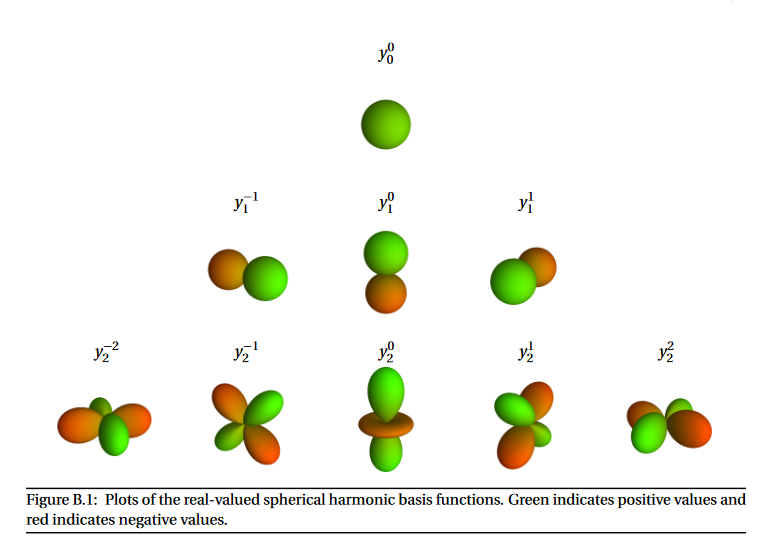 y_0^0
y_1^{-1} y_1^0 y_1^1
y_2^{-2} y_2^{-1} y_2^0 y_2^1 y_2^2
Figure B.1: Plots of the real-valued spherical harmonic basis functions. Green indicates positive values and
red indicates negative values.